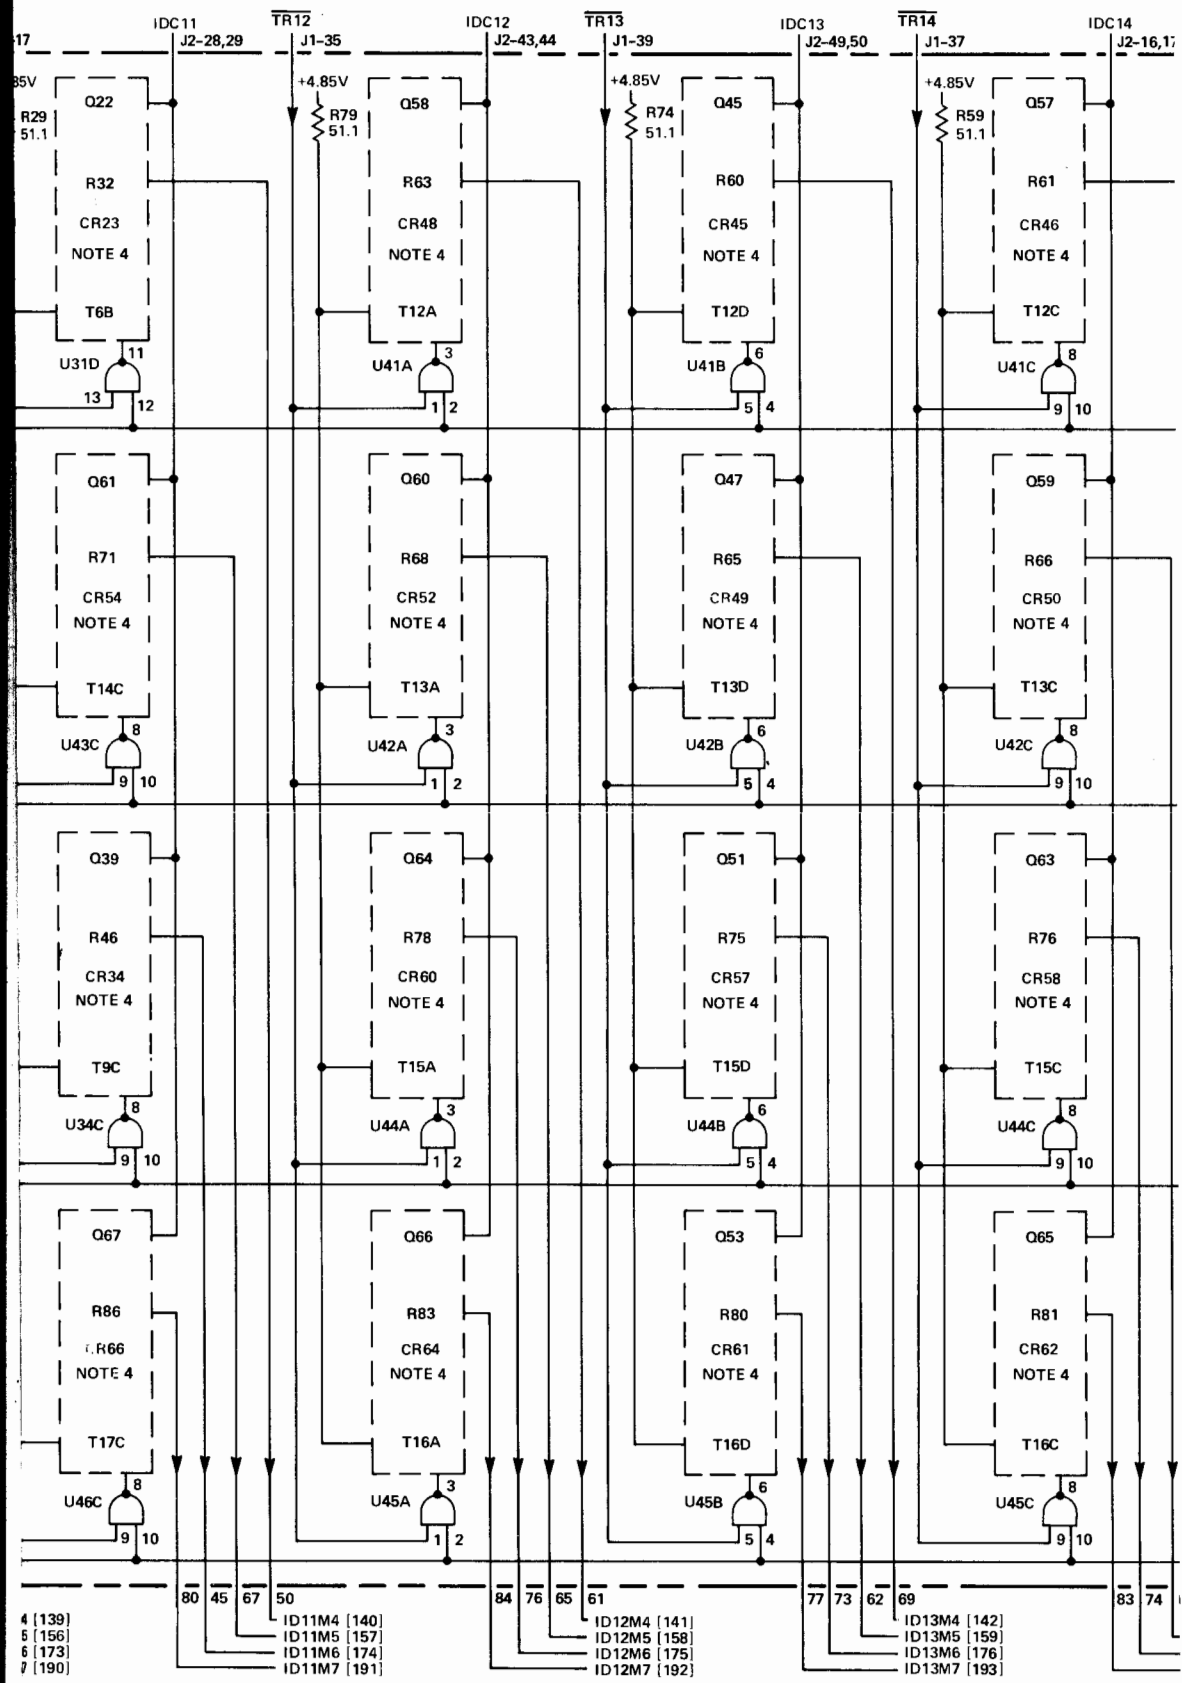 IDC11 TR12 IDC12 TR13 IDC13 TR14 IDC14
-17 J2-28,29 J1-35 J2-43,44 J1-39 J2-49,50 J1-37 J2-16,17
85V +4.85V +4.85V +4.85V
R29 51.1 R79 51.1 R74 51.1 R59 51.1
Q22 Q58 Q45 Q57
R32 R63 R60 R61
CR23 CR48 CR45 CR46
NOTE 4 NOTE 4 NOTE 4 NOTE 4
T6B T12A T12D T12C
11 3 6 8
U31D U41A U41B U41C
13 12 1 2 5 4 9 10
Q61 Q60 Q47 Q59
R71 R68 R65 R66
CR54 CR52 CR49 CR50
NOTE 4 NOTE 4 NOTE 4 NOTE 4
T14C T13A T13D T13C
8 3 6 8
U43C U42A U42B U42C
9 10 1 2 5 4 9 10
Q39 Q64 Q51 Q63
R46 R78 R75 R76
CR34 CR60 CR57 CR58
NOTE 4 NOTE 4 NOTE 4 NOTE 4
T9C T15A T15D T15C
8 3 6 8
U34C U44A U44B U44C
9 10 1 2 5 4 9 10
Q67 Q66 Q53 Q65
R86 R83 R80 R81
CR66 CR64 CR61 CR62
NOTE 4 NOTE 4 NOTE 4 NOTE 4
T17C T16A T16D T16C
8 3 6 8
U46C U45A U45B U45C
9 10 1 2 5 4 9 10
80 45 67 50 84 76 65 61 77 73 62 69 83 74
4 [139] ID11M4 [140] ID12M4 [141] ID13M4 [142]
5 [156] ID11M5 [157] ID12M5 [158] ID13M5 [159]
6 [173] ID11M6 [174] ID12M6 [175] ID13M6 [176]
7 [190] ID11M7 [191] ID12M7 [192] ID13M7 [193]